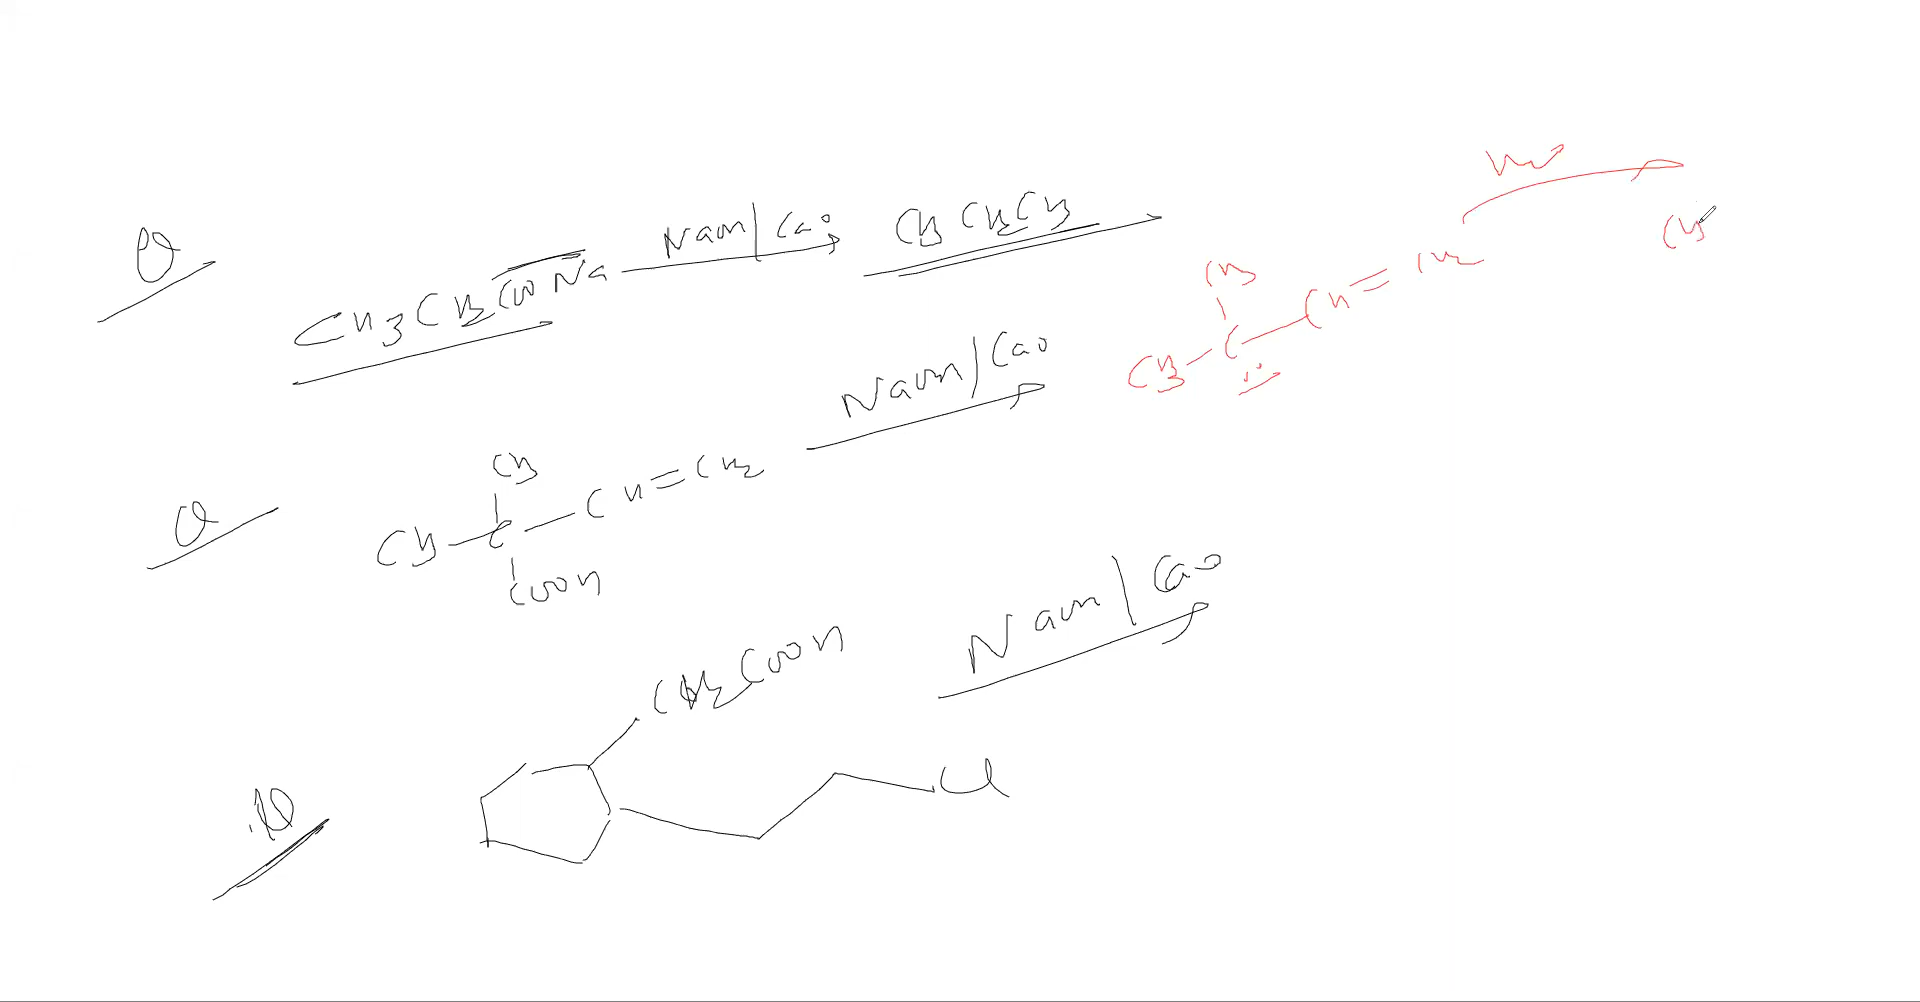 Q CH3CH2COONa NaOH/CaO CH3CH2CH3
Q
CH3
CH3-C-CH=CH2 NaOH/CaO
COOH
CH3
CH3-C-CH=CH2
CH3
Q
CH2COOH NaOH/CaO
Cl